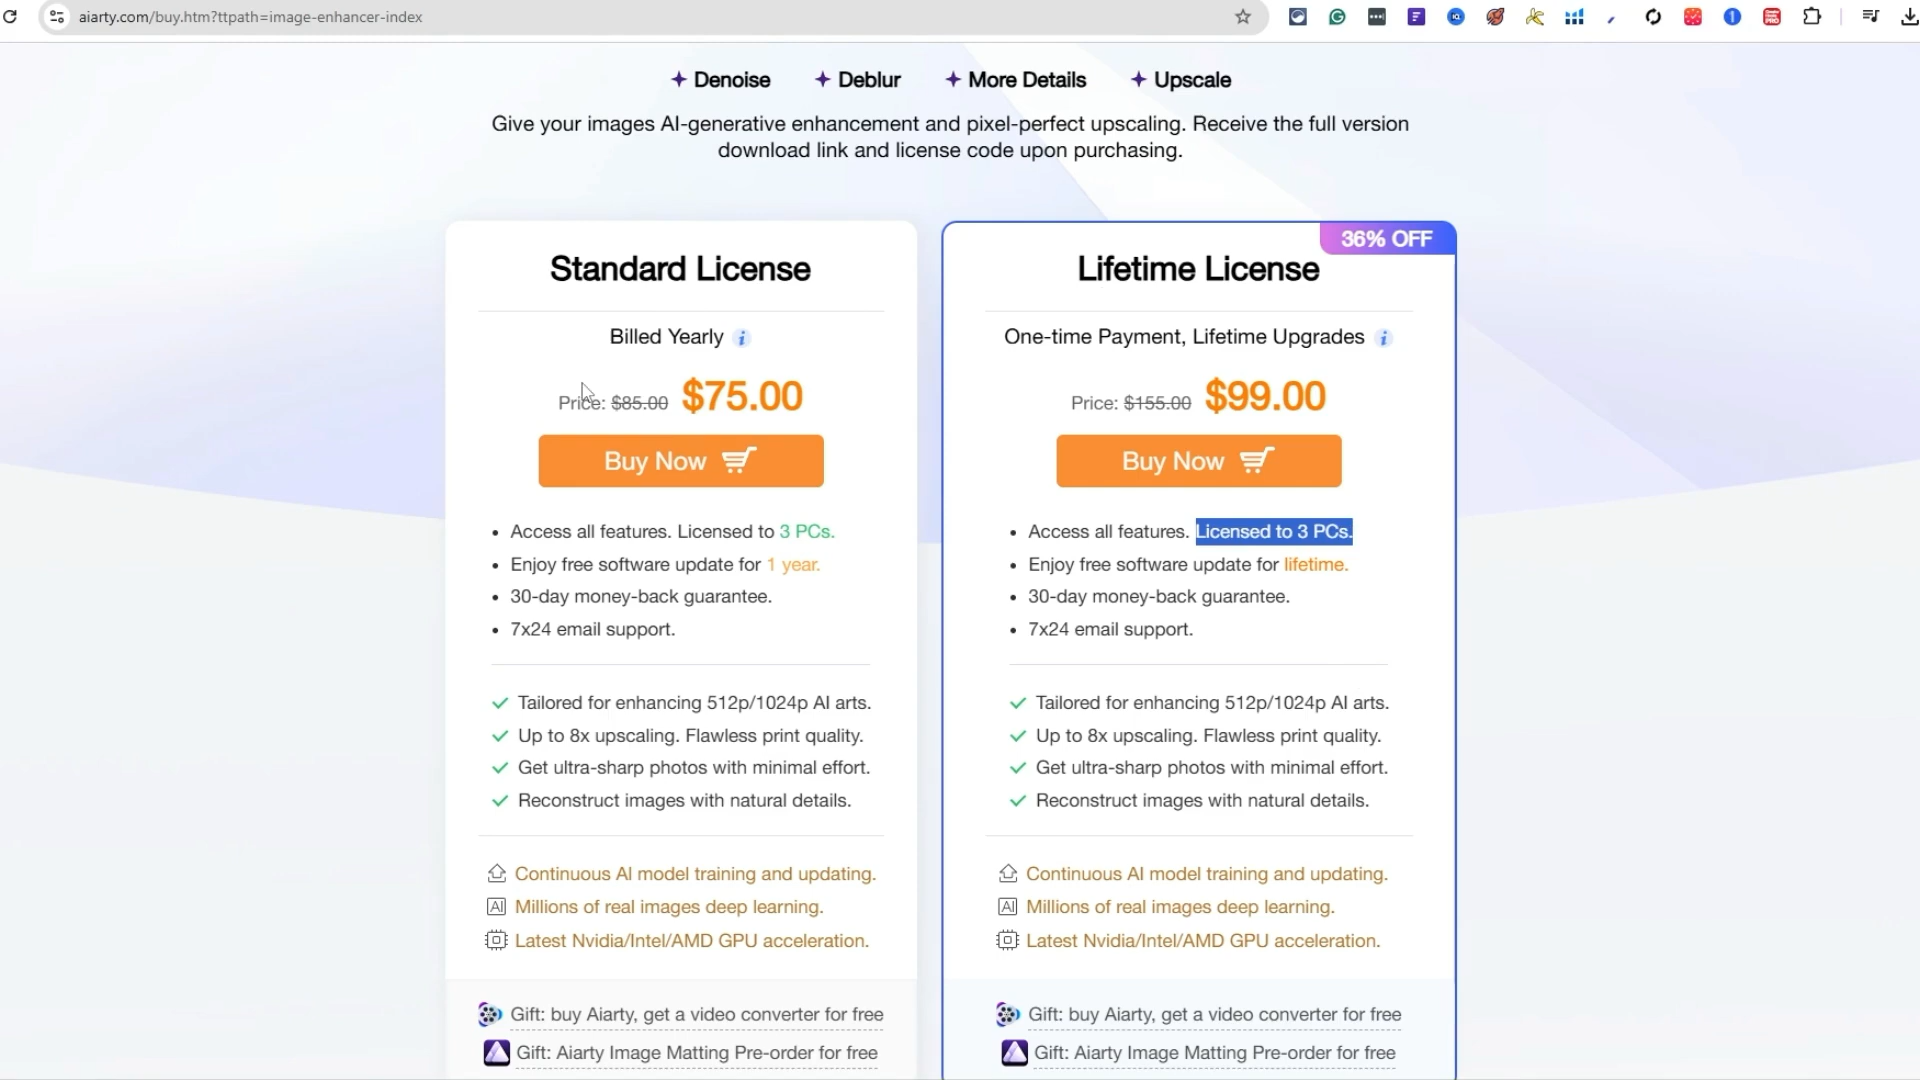 aiarty.com/buy.htm?ttpath=image-enhancer-index
Denoise
Deblur
More Details
Upscale
Give your images AI-generative enhancement and pixel-perfect upscaling. Receive the full version
download link and license code upon purchasing.
Standard License
Billed Yearly
Price: $85.00 $75.00
Buy Now
Access all features. Licensed to 3 PCs.
Enjoy free software update for 1 year.
30-day money-back guarantee.
7x24 email support.
Tailored for enhancing 512p/1024p AI arts.
Up to 8x upscaling. Flawless print quality.
Get ultra-sharp photos with minimal effort.
Reconstruct images with natural details.
Continuous AI model training and updating.
AI Millions of real images deep learning.
Latest Nvidia/Intel/AMD GPU acceleration.
Gift: buy Aiarty, get a video converter for free
Gift: Aiarty Image Matting Pre-order for free
36% OFF
Lifetime License
One-time Payment, Lifetime Upgrades
Price: $155.00 $99.00
Buy Now
Access all features. Licensed to 3 PCs.
Enjoy free software update for lifetime.
30-day money-back guarantee.
7x24 email support.
Tailored for enhancing 512p/1024p AI arts.
Up to 8x upscaling. Flawless print quality.
Get ultra-sharp photos with minimal effort.
Reconstruct images with natural details.
Continuous AI model training and updating.
AI Millions of real images deep learning.
Latest Nvidia/Intel/AMD GPU acceleration.
Gift: buy Aiarty, get a video converter for free
Gift: Aiarty Image Matting Pre-order for free